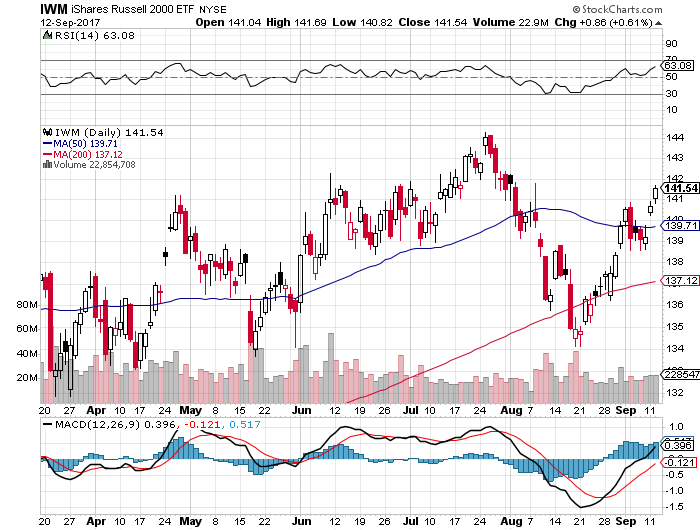 IWM iShares Russell 2000 ETF NYSE © StockCharts.com
12-Sep-2017 Open 141.04 High 141.69 Low 140.82 Close 141.54 Volume 22.9M Chg +0.86 (+0.61%)
RSI(14) 63.08
90
70
63.08
50
30
10
IWM (Daily) 141.54
MA(50) 139.71
MA(200) 137.12
Volume 22,854,708
144
143
142
141.54
141
140
139.71
139
138
137.12
136
135
134
133
132
80M
60M
40M
20M
228547
20 27 Apr 10 17 24 May 8 15 22 Jun 12 19 26 Jul 10 17 24 Aug 7 14 21 28 Sep 11
MACD(12,26,9) 0.396, -0.121, 0.517
1.0
0.396
-0.121
-0.5
-1.0
-1.5
20 27 Apr 10 17 24 May 8 15 22 Jun 12 19 26 Jul 10 17 24 Aug 7 14 21 28 Sep 11